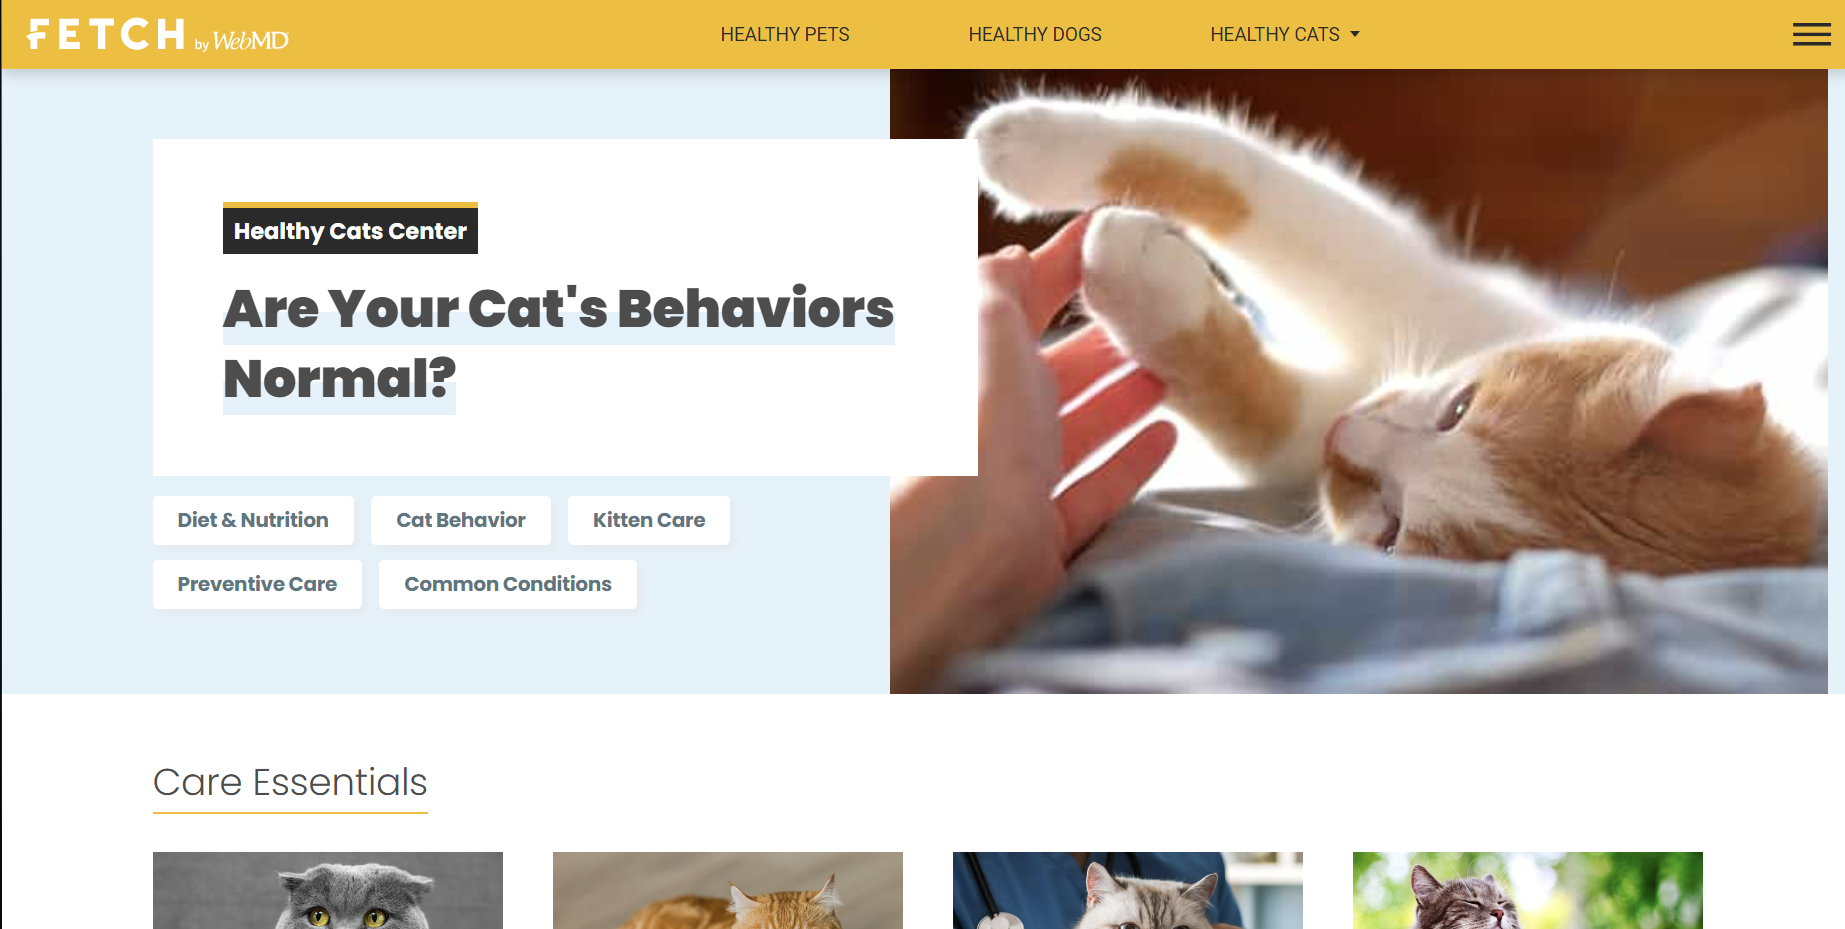 FETCH by WebMD
HEALTHY PETS
HEALTHY DOGS
HEALTHY CATS
Healthy Cats Center
Are Your Cat's Behaviors
Normal?
Diet & Nutrition
Cat Behavior
Kitten Care
Preventive Care
Common Conditions
Care Essentials